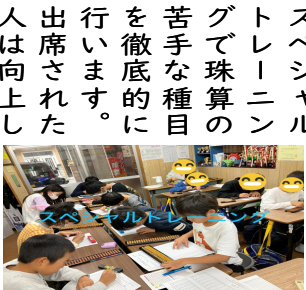 スペシャル
トレーニン
グで珠算の
苦手な種目
を徹底的に
行います。
出席された
人は向上し
スペシャルトレーニング